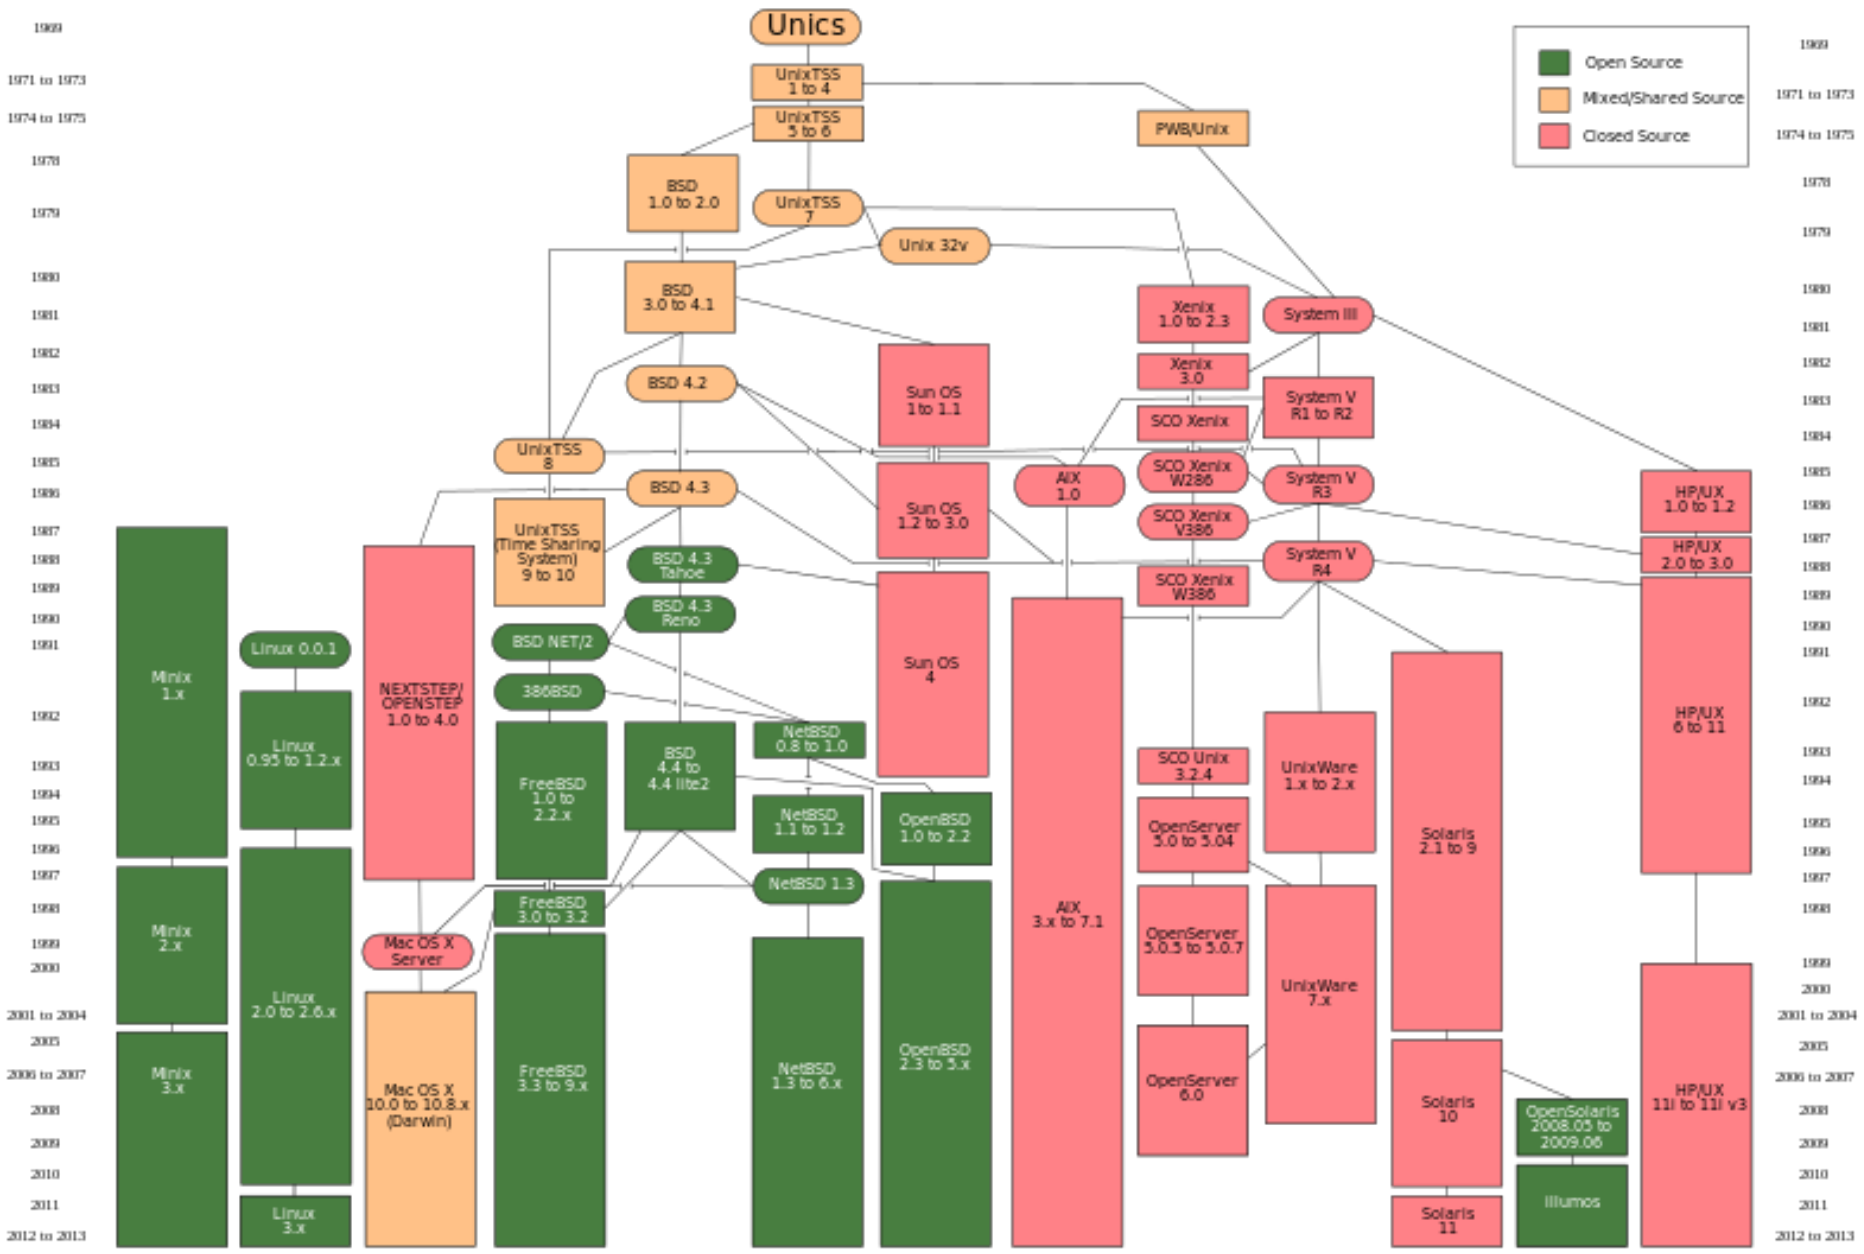 Unics
1969
1969
Open Source
Mixed/Shared Source
Closed Source
1971 to 1973
UnixTSS
1 to 4
1971 to 1973
1974 to 1975
UnixTSS
5 to 6
PWB/Unix
1974 to 1975
1978
BSD
1.0 to 2.0
1978
1979
UnixTSS
7
Unix 32v
1979
1980
BSD
3.0 to 4.1
Xenix
1.0 to 2.3
System III
1980
1981
1981
1982
Xenix
3.0
1982
1983
BSD 4.2
Sun OS
1 to 1.1
System V
R1 to R2
1983
1984
SCO Xenix
1984
1985
UnixTSS
8
SCO Xenix
W286
1985
1986
BSD 4.3
AIX
1.0
System V
R3
HP/UX
1.0 to 1.2
1986
1987
Sun OS
1.2 to 3.0
SCO Xenix
V386
1987
UnixTSS
(Time Sharing
System)
9 to 10
1988
BSD 4.3
Tahoe
System V
R4
HP/UX
2.0 to 3.0
1988
1989
SCO Xenix
W386
1989
1990
BSD 4.3
Reno
1990
1991
Linux 0.0.1
BSD NET/2
1991
Minix
1.x
NEXTSTEP/
OPENSTEP
1.0 to 4.0
386BSD
Sun OS
4
1992
1992
HP/UX
6 to 11
NetBSD
0.8 to 1.0
1993
Linux
0.95 to 1.2.x
BSD
4.4 to
4.4 lite2
SCO Unix
3.2.4
UnixWare
1.x to 2.x
1993
1994
FreeBSD
1.0 to
2.2.x
1994
1995
NetBSD
1.1 to 1.2
OpenBSD
1.0 to 2.2
OpenServer
5.0 to 5.04
1995
1996
Solaris
2.1 to 9
1996
1997
NetBSD 1.3
1997
1998
FreeBSD
3.0 to 3.2
AIX
3.x to 7.1
1998
1999
Minix
2.x
Mac OS X
Server
OpenServer
5.0.5 to 5.0.7
1999
2000
UnixWare
7.x
2000
2001 to 2004
Linux
2.0 to 2.6.x
2001 to 2004
2005
OpenBSD
2.3 to 5.x
2005
2006 to 2007
Minix
3.x
FreeBSD
3.3 to 9.x
NetBSD
1.3 to 6.x
OpenServer
6.0
2006 to 2007
2008
Mac OS X
10.0 to 10.8.x
(Darwin)
Solaris
10
OpenSolaris
2008.05 to
2009.06
HP/UX
11i to 11i v3
2008
2009
2009
2010
2010
2011
Illumos
2011
Linux
3.x
Solaris
11
2012 to 2013
2012 to 2013